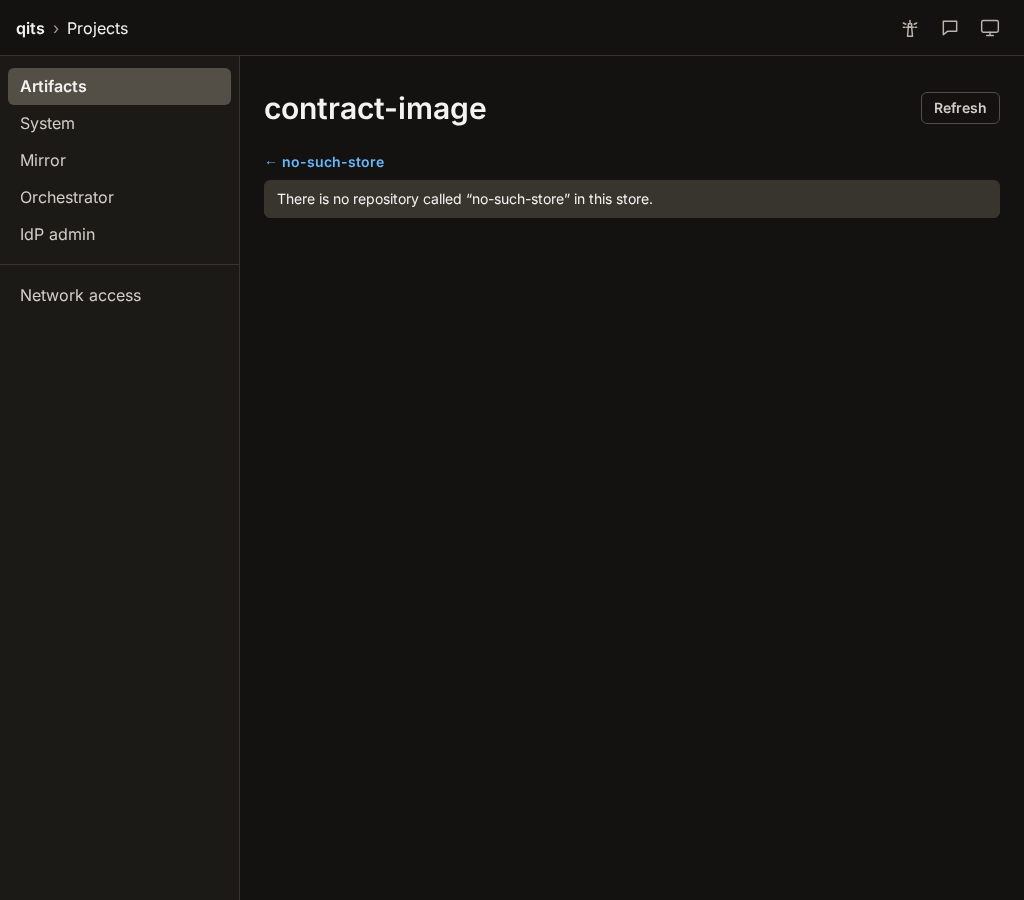 qits › Projects
Artifacts
System
Mirror
Orchestrator
IdP admin
Network access
contract-image
Refresh
← no-such-store
There is no repository called “no-such-store” in this store.